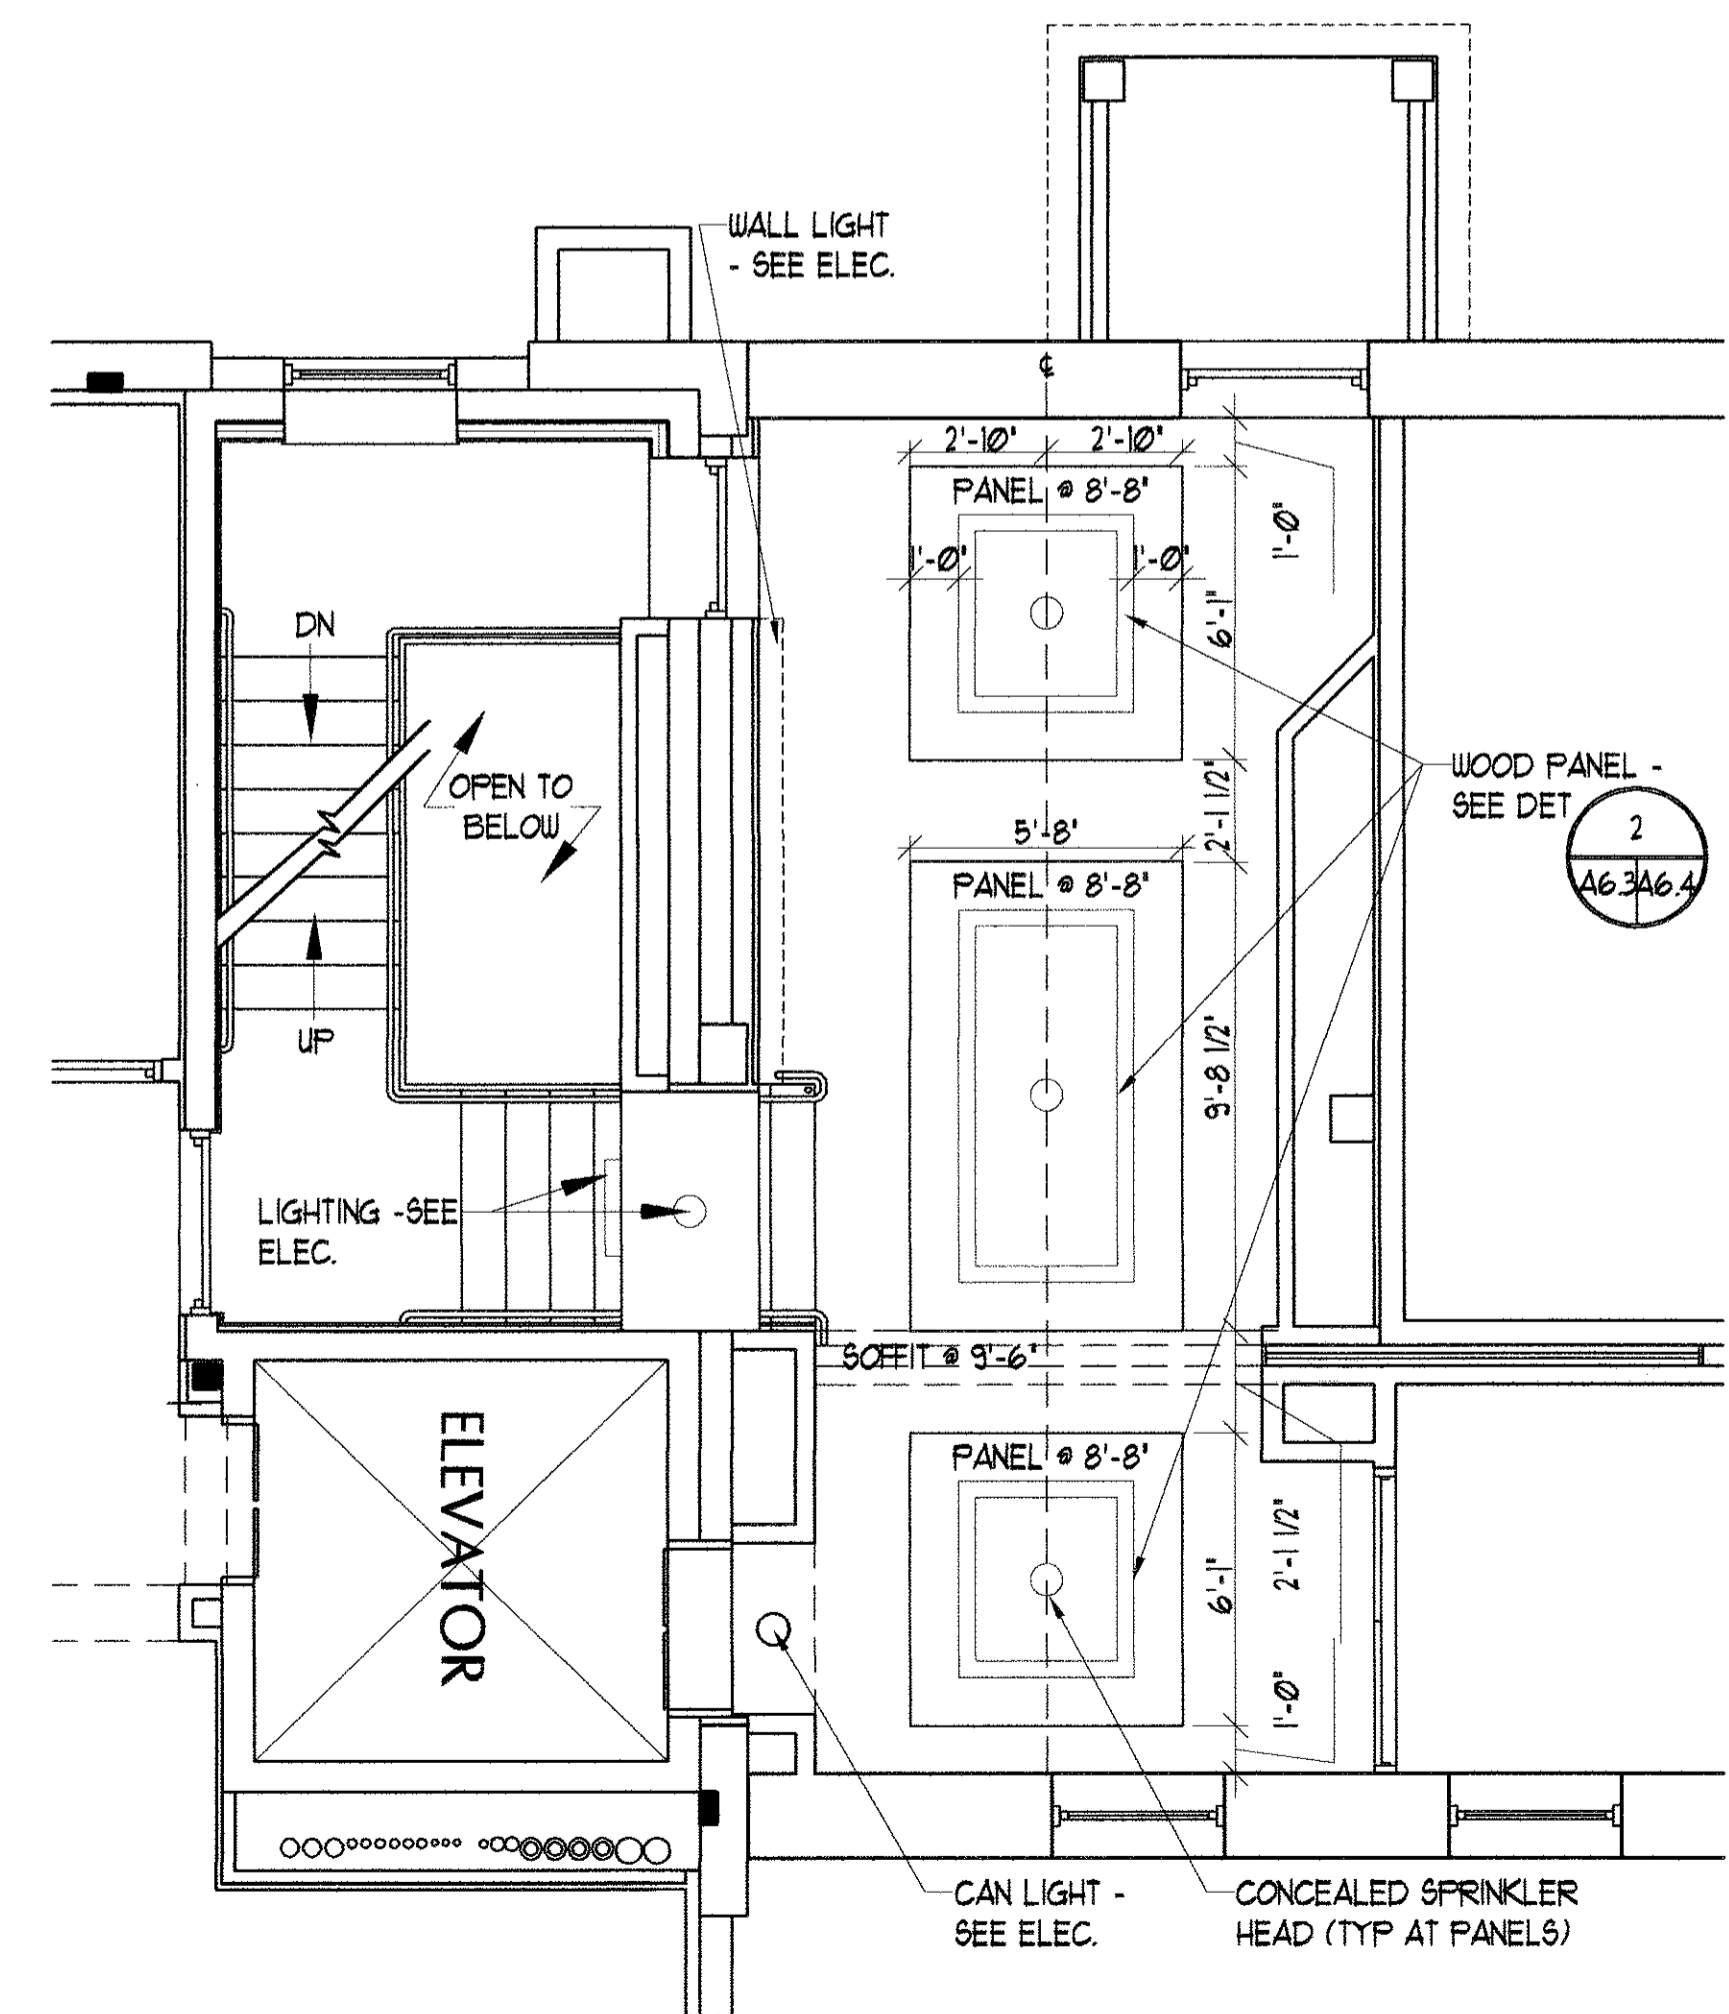 WALL LIGHT
- SEE ELEC.
℄
2'-10" 2'-10"
PANEL @ 8'-8"
1'-0"
1'-0" 1'-0"
DN
6'-1"
OPEN TO
BELOW
WOOD PANEL -
SEE DET
2
A6.3 A6.4
2'-1 1/2"
5'-8"
PANEL @ 8'-8"
UP
9'-8 1/2"
LIGHTING -SEE
ELEC.
SOFFIT @ 9'-6"
ELEVATOR
PANEL @ 8'-8"
6'-1"
2'-1 1/2"
1'-0"
CAN LIGHT -
SEE ELEC.
CONCEALED SPRINKLER
HEAD (TYP AT PANELS)